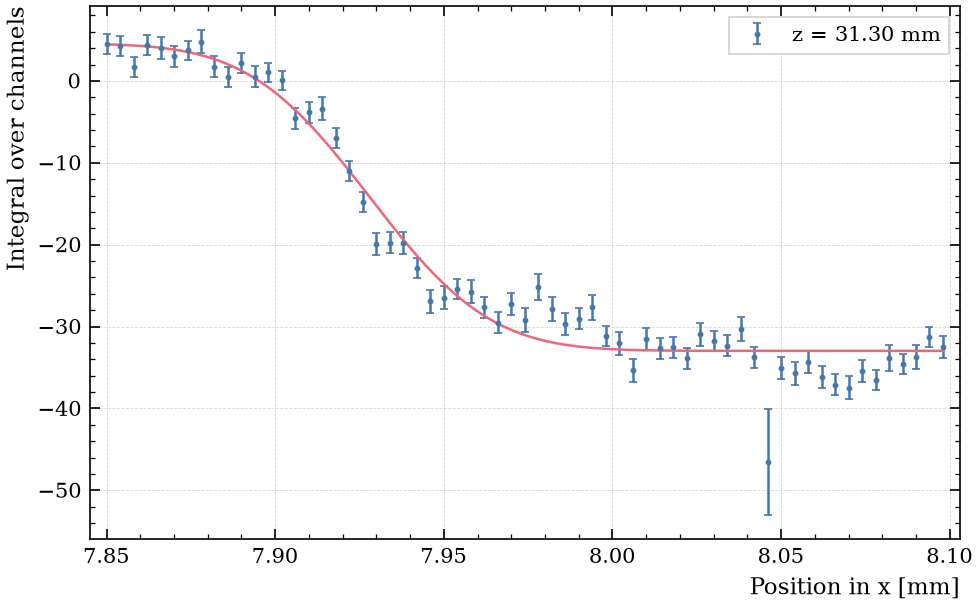 Integral over channels
z = 31.30 mm
0
−10
−20
−30
−40
−50
7.85 7.90 7.95 8.00 8.05 8.10
Position in x [mm]